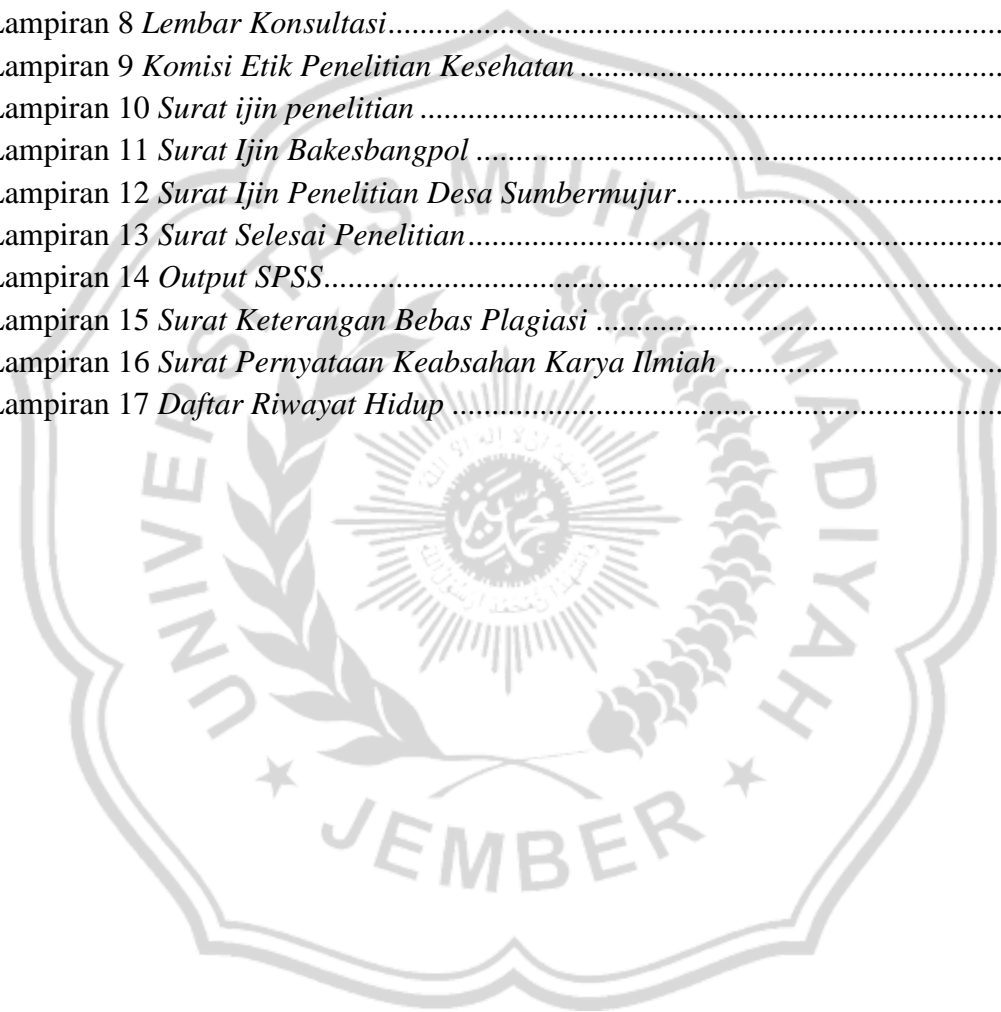 Lampiran 8 Lembar Konsultasi
Lampiran 9 Komisi Etik Penelitian Kesehatan
Lampiran 10 Surat ijin penelitian
Lampiran 11 Surat Ijin Bakesbangpol
Lampiran 12 Surat Ijin Penelitian Desa Sumbermujur
Lampiran 13 Surat Selesai Penelitian
Lampiran 14 Output SPSS
Lampiran 15 Surat Keterangan Bebas Plagiasi
Lampiran 16 Surat Pernyataan Keabsahan Karya Ilmiah
Lampiran 17 Daftar Riwayat Hidup
UNIVERSITAS MUHAMMADIYAH
JEMBER